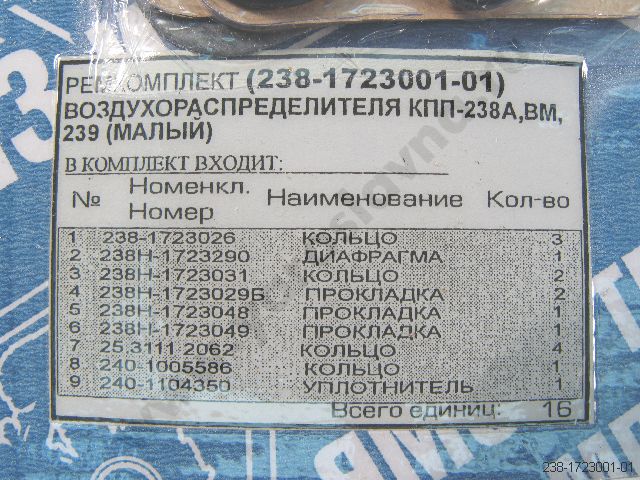 РЕМКОМПЛЕКТ (238-1723001-01)
ВОЗДУХОРАСПРЕДЕЛИТЕЛЯ КПП-238А,ВМ,
239 (МАЛЫЙ)
В КОМПЛЕКТ ВХОДИТ:
№ Номенкл. Номер Наименование Кол-во
1 238-1723026 КОЛЬЦО 3
2 238Н-1723290 ДИАФРАГМА 1
3 238Н-1723031 КОЛЬЦО 2
4 238Н-1723029Б ПРОКЛАДКА 2
5 238Н-1723048 ПРОКЛАДКА 1
6 238Н-1723049 ПРОКЛАДКА 1
7 25.3111 2062 КОЛЬЦО 4
8 240-1005586 КОЛЬЦО 1
9 240-1104350 УПЛОТНИТЕЛЬ 1
Всего единиц: 16
238-1723001-01